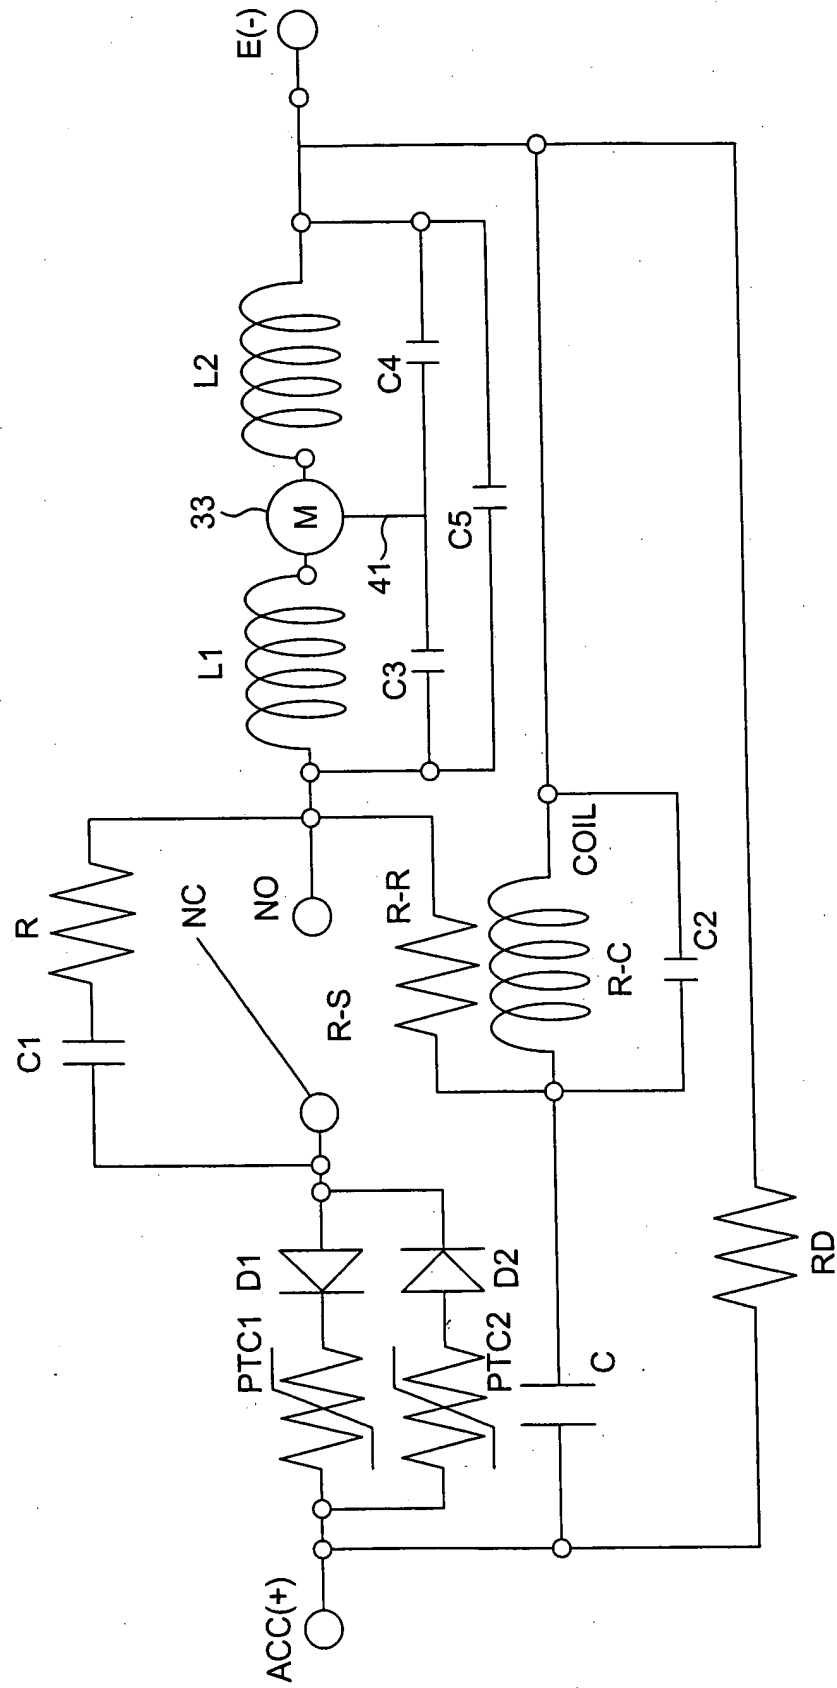 E(-)
L2
33
M
C4
41
C5
L1
C3
R
NC
NO
R-R
COIL
C1
R-S
R-C
C2
D1
D2
PTC1
PTC2
C
RD
ACC(+)